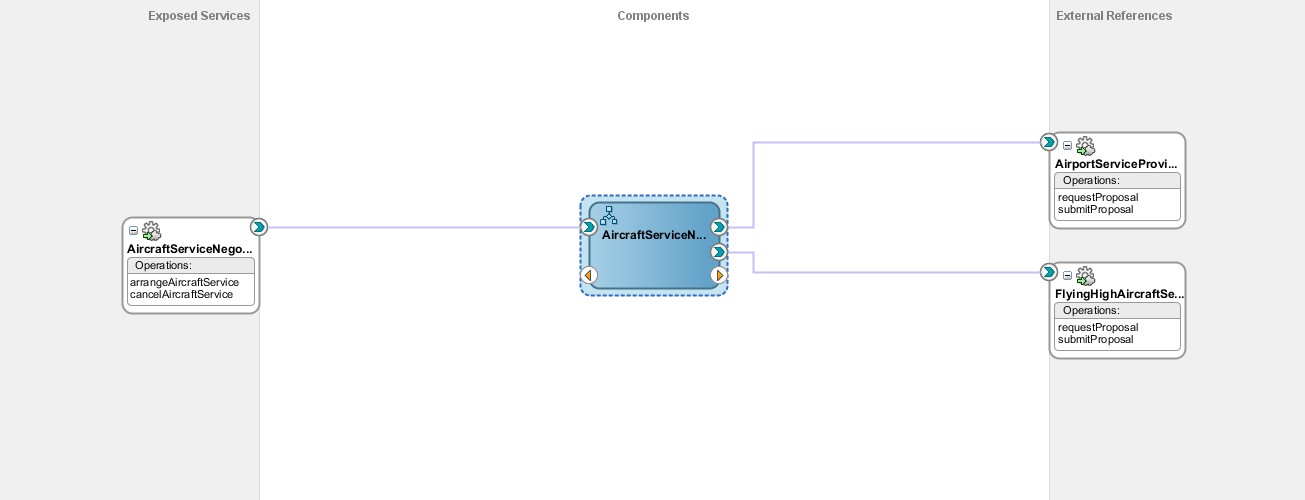 Exposed Services
Components
External References
AircraftServiceNego...
Operations:
arrangeAircraftService
cancelAircraftService
AircraftServiceN...
AirportServiceProvi...
Operations:
requestProposal
submitProposal
FlyingHighAircraftSe...
Operations:
requestProposal
submitProposal